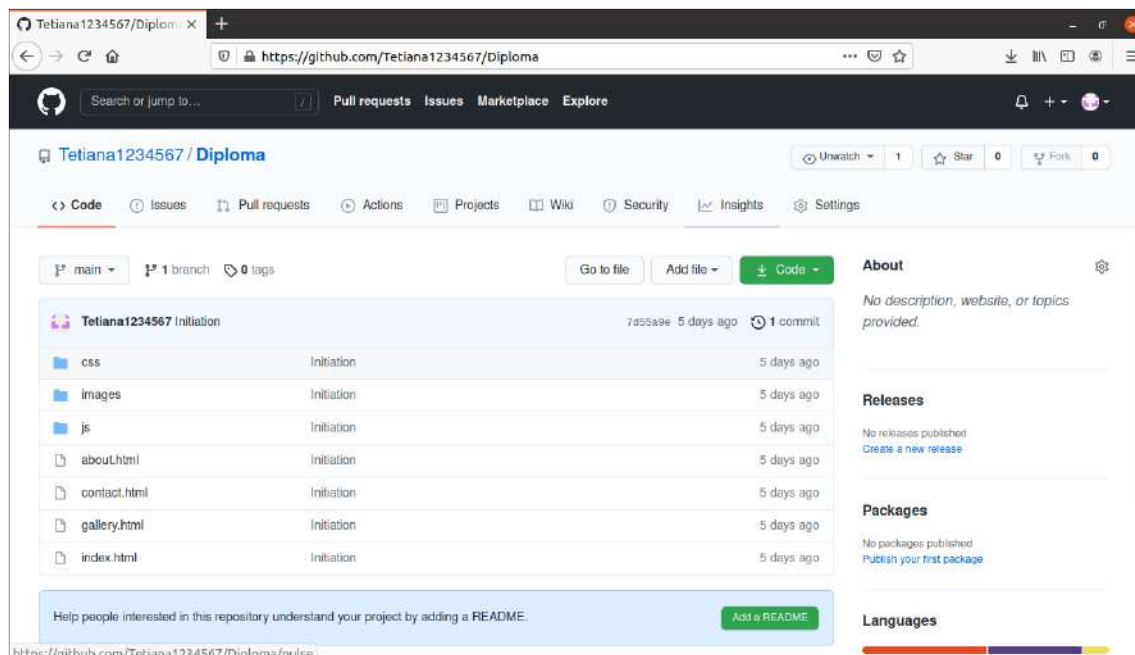 Tetiana1234567/Diplom
https://github.com/Tetiana1234567/Diploma
Search or jump to... / Pull requests Issues Marketplace Explore
Tetiana1234567 / Diploma
Unwatch 1 Star 0 Fork 0
Code Issues Pull requests Actions Projects Wiki Security Insights Settings
main 1 branch 0 tags Go to file Add file Code
About
No description, website, or topics
provided.
Tetiana1234567 Initiation 7d55a9e 5 days ago 1 commit
css Initiation 5 days ago
images Initiation 5 days ago
js Initiation 5 days ago
about.html Initiation 5 days ago
contact.html Initiation 5 days ago
gallery.html Initiation 5 days ago
index.html Initiation 5 days ago
Releases
No releases published
Create a new release
Packages
No packages published
Publish your first package
Help people interested in this repository understand your project by adding a README. Add a README
Languages
https://github.com/Tetiana1234567/Diploma/pulse